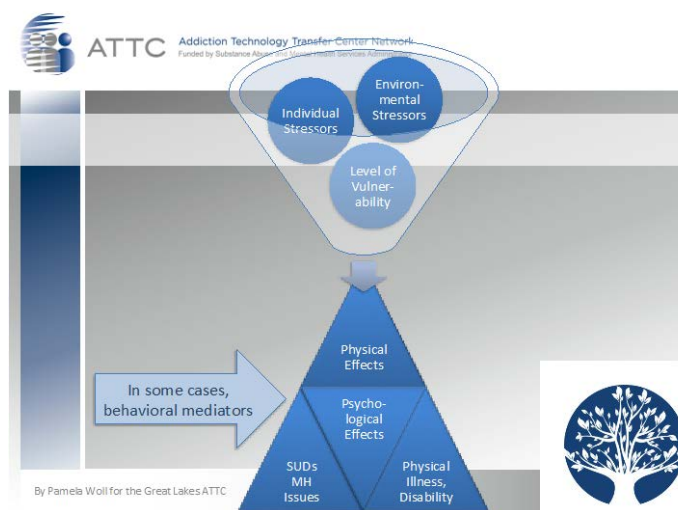 ATTC
Addiction Technology Transfer Center Network
Funded by Substance Abuse and Mental Health Services Administration
Individual
Stressors
Environ-
mental
Stressors
Level of
Vulner-
ability
Physical
Effects
In some cases,
behavioral mediators
Psycho-
logical
Effects
SUDs
MH
Issues
Physical
Illness,
Disability
By Pamela Woll for the Great Lakes ATTC